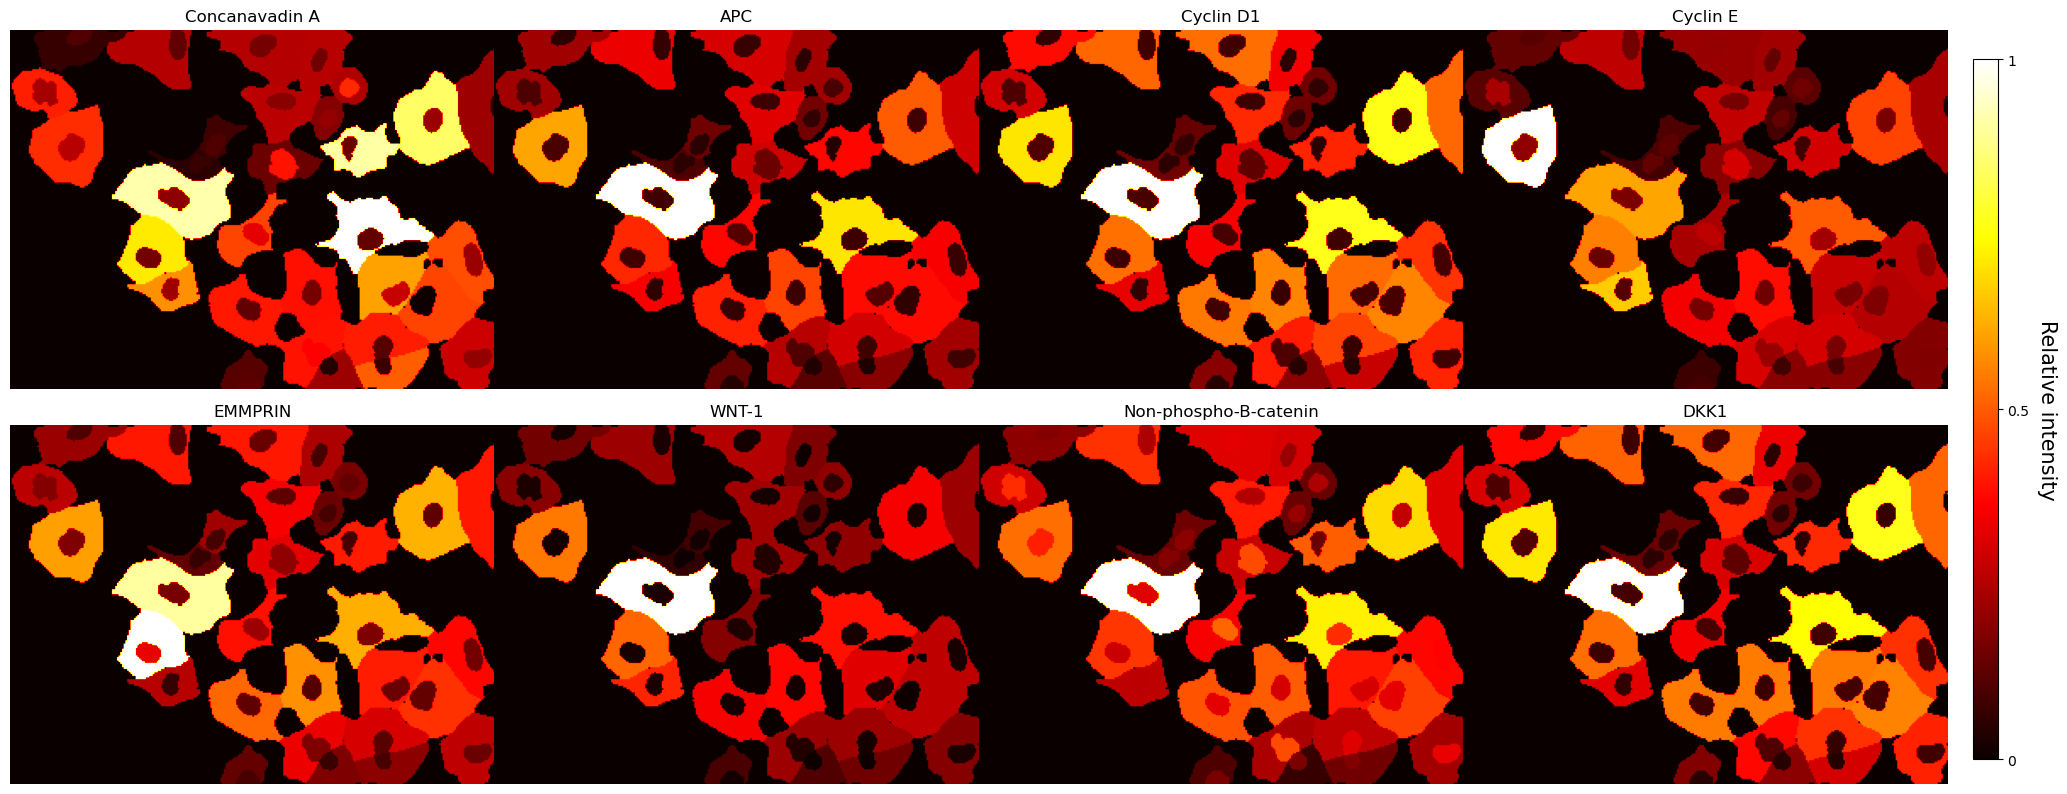 Concanavadin A
APC
Cyclin D1
Cyclin E
EMMPRIN
WNT-1
Non-phospho-B-catenin
DKK1
1
0.5
0
Relative intensity